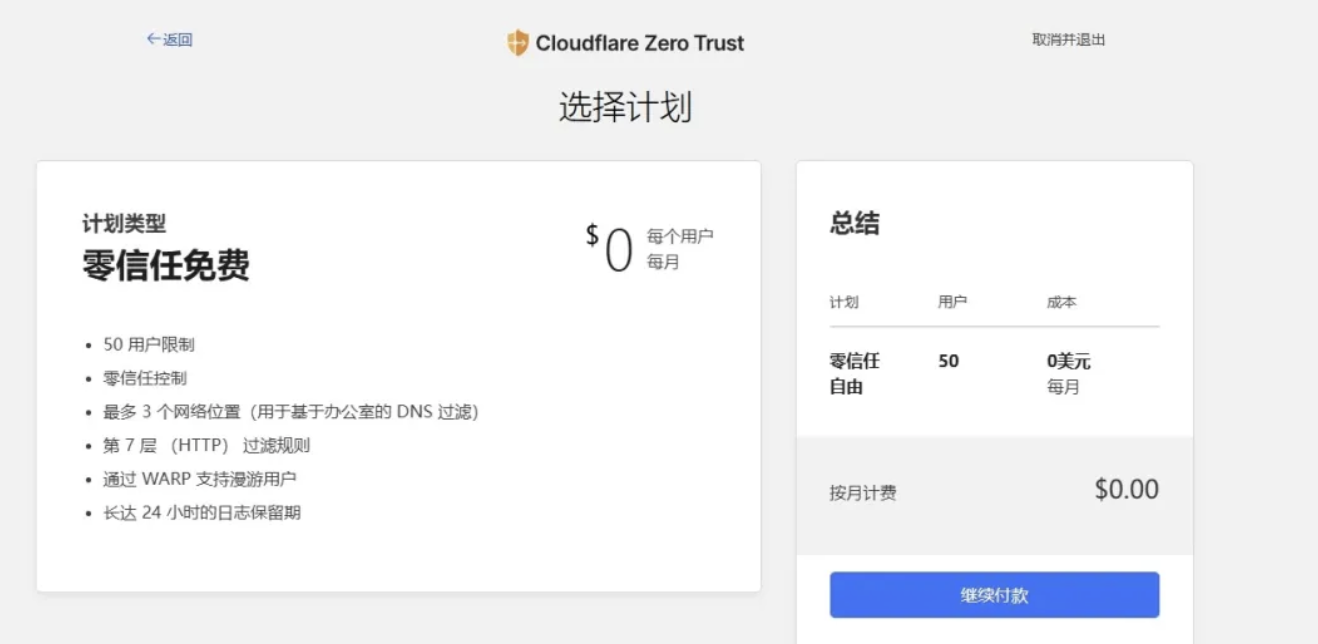 ←返回
Cloudflare Zero Trust
取消并退出
选择计划
计划类型
零信任免费
$0
每个用户
每月
• 50 用户限制
• 零信任控制
• 最多 3 个网络位置（用于基于办公室的 DNS 过滤）
• 第 7 层 （HTTP） 过滤规则
• 通过 WARP 支持漫游用户
• 长达 24 小时的日志保留期
总结
计划 用户 成本
零信任 50 0美元
自由 每月
按月计费 $0.00
继续付款